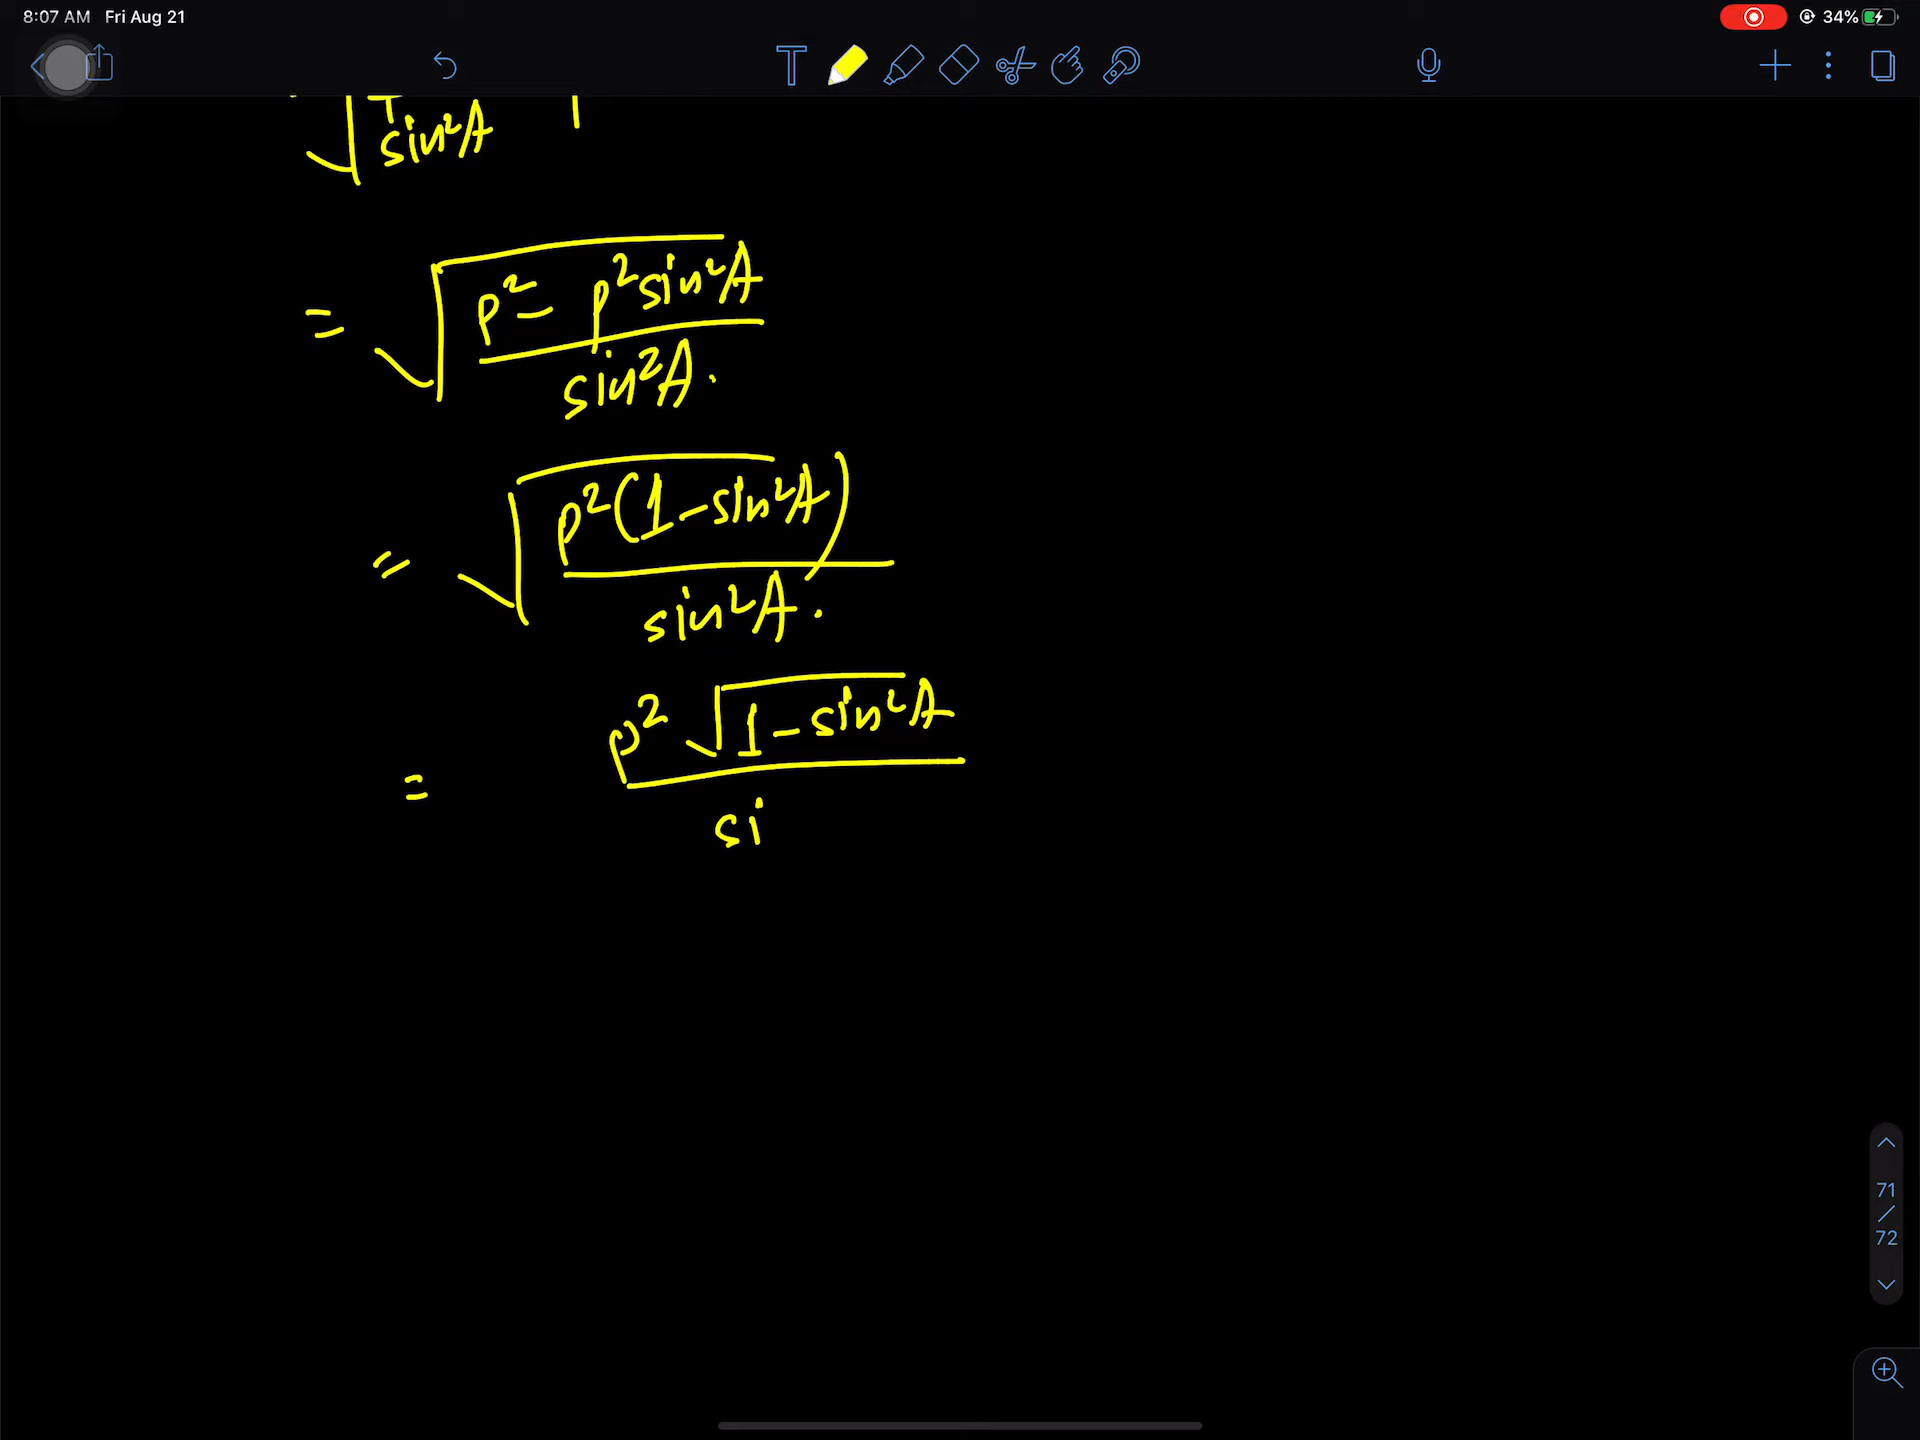 8:07 AM Fri Aug 21
34%
sin²A
= √(p² - p²sin²A / sin²A.
= √(p²(1 - sin²A) / sin²A.
= p² √(1 - sin²A / si
71
/
72